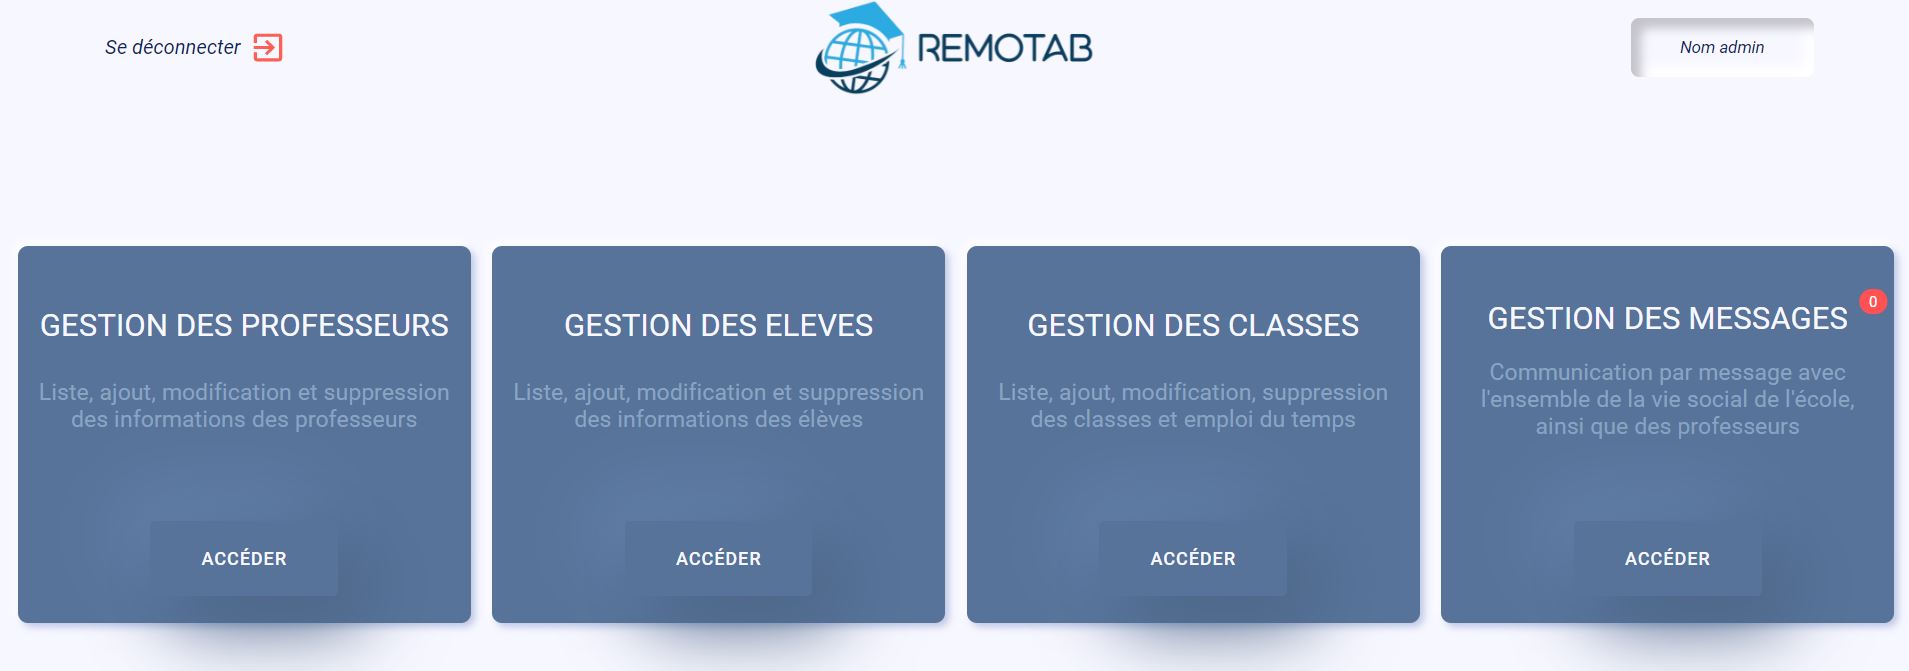 Se déconnecter
REMOTAB
Nom admin
GESTION DES PROFESSEURS
Liste, ajout, modification et suppression
des informations des professeurs
ACCÉDER
GESTION DES ELEVES
Liste, ajout, modification et suppression
des informations des élèves
ACCÉDER
GESTION DES CLASSES
Liste, ajout, modification, suppression
des classes et emploi du temps
ACCÉDER
GESTION DES MESSAGES
0
Communication par message avec
l'ensemble de la vie social de l'école,
ainsi que des professeurs
ACCÉDER